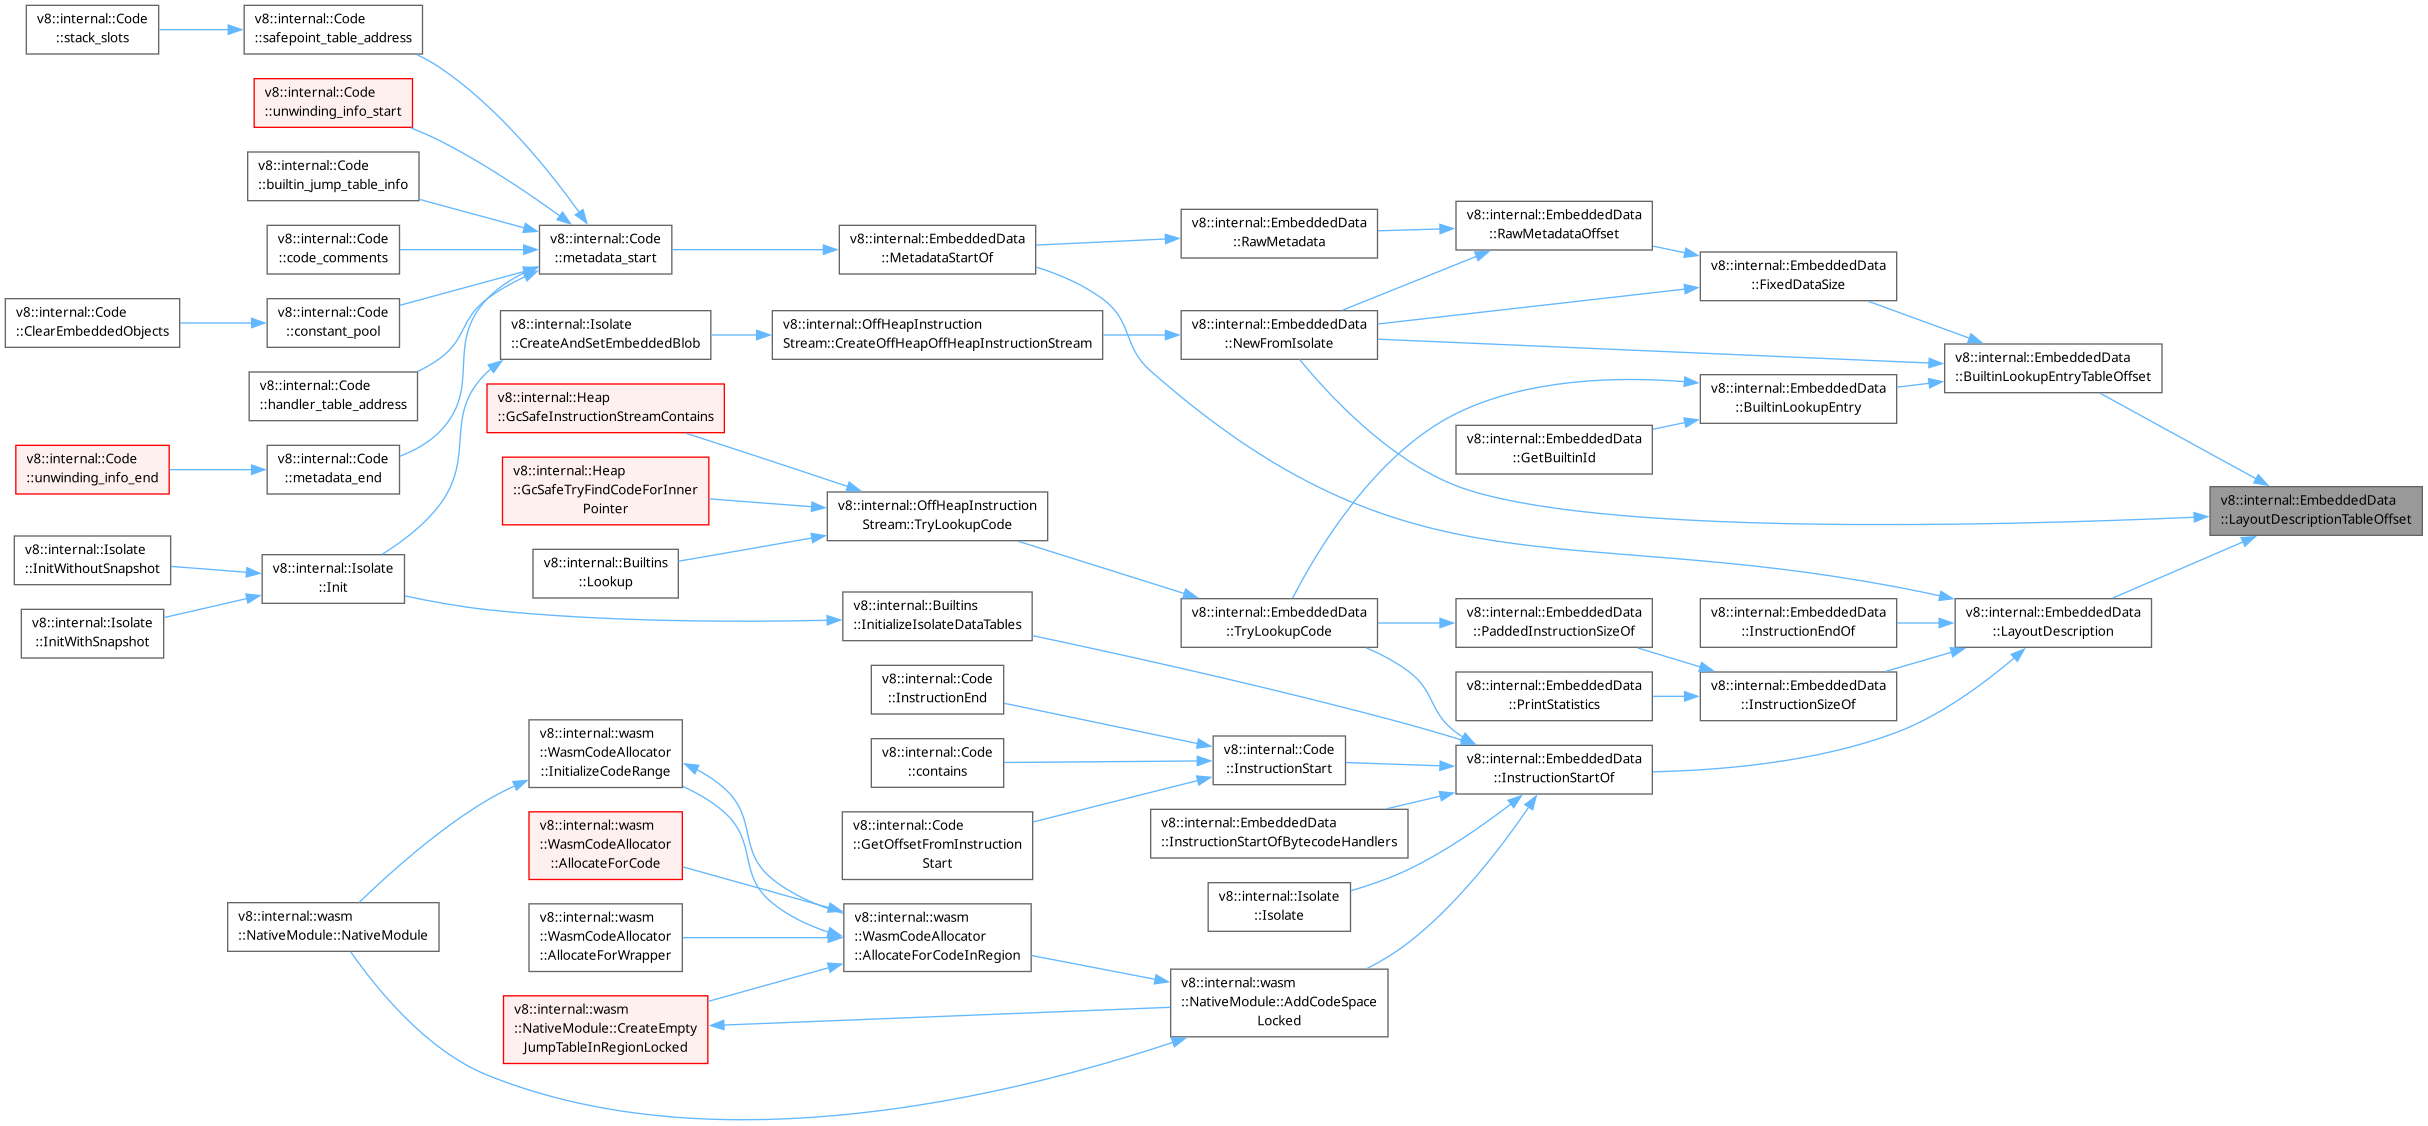 v8::internal::Code
::stack_slots
v8::internal::Code
::safepoint_table_address
v8::internal::Code
::unwinding_info_start
v8::internal::Code
::builtin_jump_table_info
v8::internal::Code
::code_comments
v8::internal::Code
::ClearEmbeddedObjects
v8::internal::Code
::constant_pool
v8::internal::Code
::handler_table_address
v8::internal::Code
::unwinding_info_end
v8::internal::Code
::metadata_end
v8::internal::Isolate
::InitWithoutSnapshot
v8::internal::Isolate
::InitWithSnapshot
v8::internal::Isolate
::Init
v8::internal::wasm
::NativeModule::NativeModule
v8::internal::Code
::metadata_start
v8::internal::Isolate
::CreateAndSetEmbeddedBlob
v8::internal::Heap
::GcSafeInstructionStreamContains
v8::internal::Heap
::GcSafeTryFindCodeForInner
Pointer
v8::internal::Builtins
::Lookup
v8::internal::wasm
::WasmCodeAllocator
::InitializeCodeRange
v8::internal::wasm
::WasmCodeAllocator
::AllocateForCode
v8::internal::wasm
::WasmCodeAllocator
::AllocateForWrapper
v8::internal::wasm
::NativeModule::CreateEmpty
JumpTableInRegionLocked
v8::internal::EmbeddedData
::MetadataStartOf
v8::internal::OffHeapInstruction
Stream::CreateOffHeapOffHeapInstructionStream
v8::internal::OffHeapInstruction
Stream::TryLookupCode
v8::internal::Builtins
::InitializeIsolateDataTables
v8::internal::Code
::InstructionEnd
v8::internal::Code
::contains
v8::internal::Code
::GetOffsetFromInstruction
Start
v8::internal::wasm
::WasmCodeAllocator
::AllocateForCodeInRegion
v8::internal::EmbeddedData
::RawMetadata
v8::internal::EmbeddedData
::NewFromIsolate
v8::internal::EmbeddedData
::TryLookupCode
v8::internal::Code
::InstructionStart
v8::internal::EmbeddedData
::InstructionStartOfBytecodeHandlers
v8::internal::Isolate
::Isolate
v8::internal::wasm
::NativeModule::AddCodeSpace
Locked
v8::internal::EmbeddedData
::RawMetadataOffset
v8::internal::EmbeddedData
::GetBuiltinId
v8::internal::EmbeddedData
::PaddedInstructionSizeOf
v8::internal::EmbeddedData
::PrintStatistics
v8::internal::EmbeddedData
::InstructionStartOf
v8::internal::EmbeddedData
::FixedDataSize
v8::internal::EmbeddedData
::BuiltinLookupEntry
v8::internal::EmbeddedData
::InstructionEndOf
v8::internal::EmbeddedData
::InstructionSizeOf
v8::internal::EmbeddedData
::BuiltinLookupEntryTableOffset
v8::internal::EmbeddedData
::LayoutDescription
v8::internal::EmbeddedData
::LayoutDescriptionTableOffset